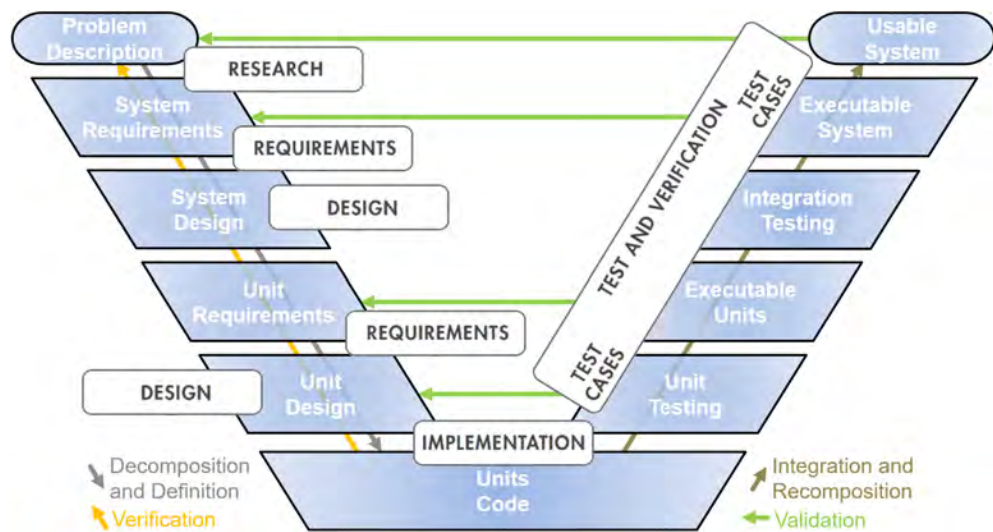 Problem
Description
Usable
System
RESEARCH
System
Requirements
TEST
CASES
Executable
System
REQUIREMENTS
TEST AND VERIFICATION
System
Design
DESIGN
Integration
Testing
Unit
Requirements
Executable
Units
REQUIREMENTS
DESIGN
Unit
Design
TEST
CASES
Unit
Testing
IMPLEMENTATION
Units
Code
Decomposition
and Definition
Verification
Integration and
Recomposition
Validation